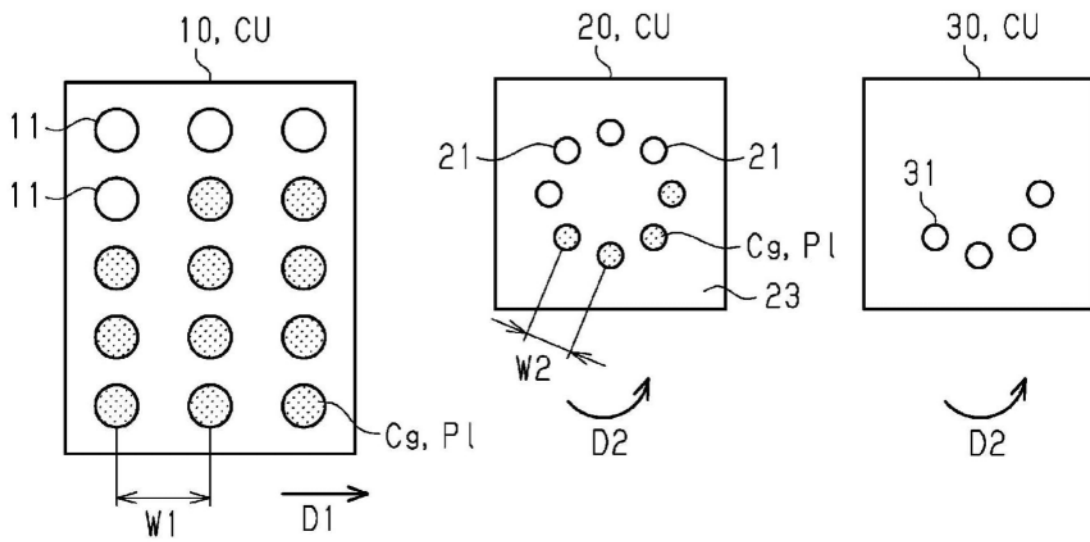 10, CU
20, CU
30, CU
11
11
21
21
31
Cg, Pl
23
W2
Cg, Pl
W1
D1
D2
D2